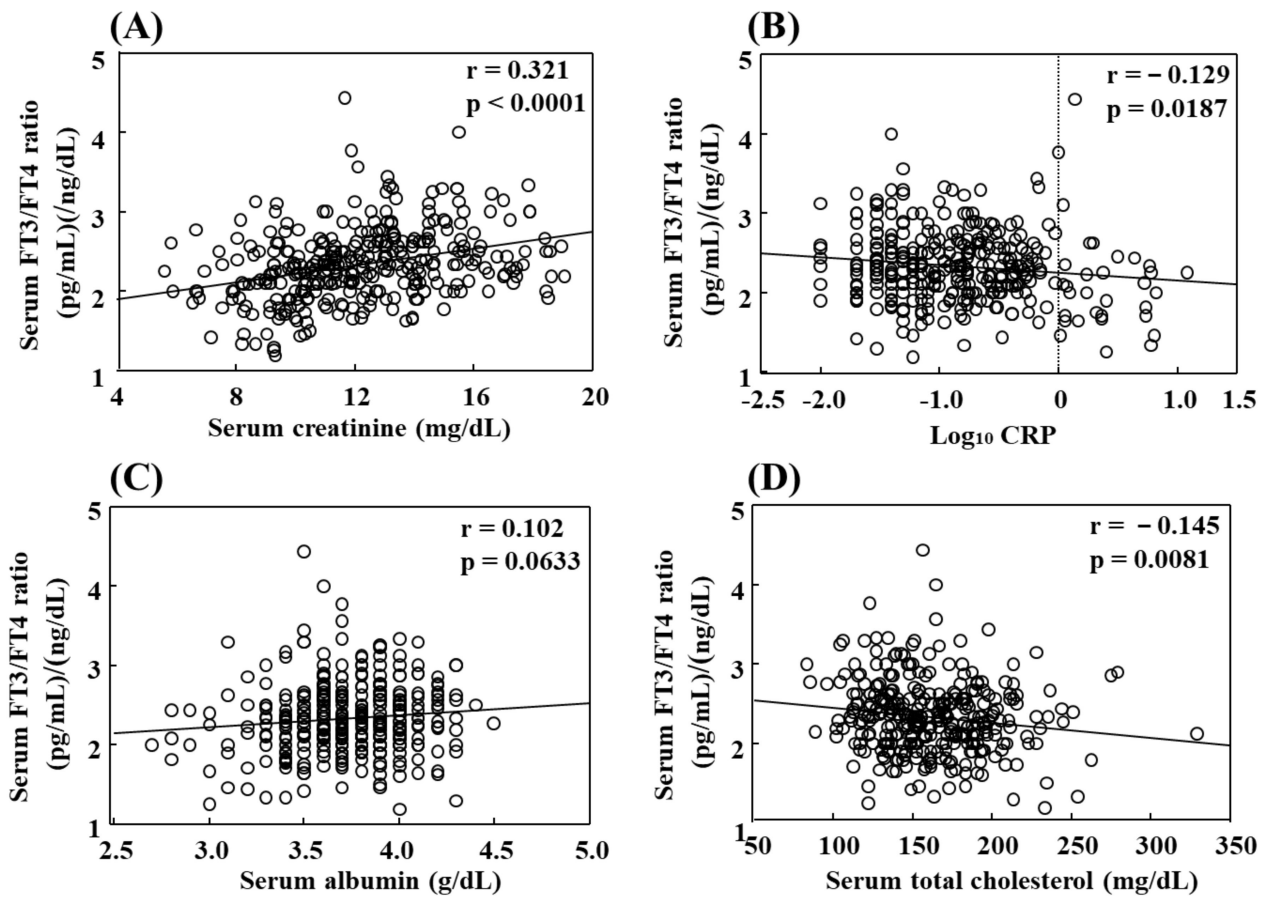 (A)
r = 0.321
p < 0.0001
Serum FT3/FT4 ratio
(pg/mL)(/ng/dL)
5
4
3
2
1
4
8
12
16
20
Serum creatinine (mg/dL)
(B)
r = − 0.129
p = 0.0187
Serum FT3/FT4 ratio
(pg/mL)/(ng/dL)
5
4
3
2
1
-2.5
-2.0
-1.0
0
1.0
1.5
Log10 CRP
(C)
r = 0.102
p = 0.0633
Serum FT3/FT4 ratio
(pg/mL)/(ng/dL)
5
4
3
2
1
2.5
3.0
3.5
4.0
4.5
5.0
Serum albumin (g/dL)
(D)
r = − 0.145
p = 0.0081
Serum FT3/FT4 ratio
(pg/mL)/(ng/dL)
5
4
3
2
1
50
100
150
200
250
300
350
Serum total cholesterol (mg/dL)